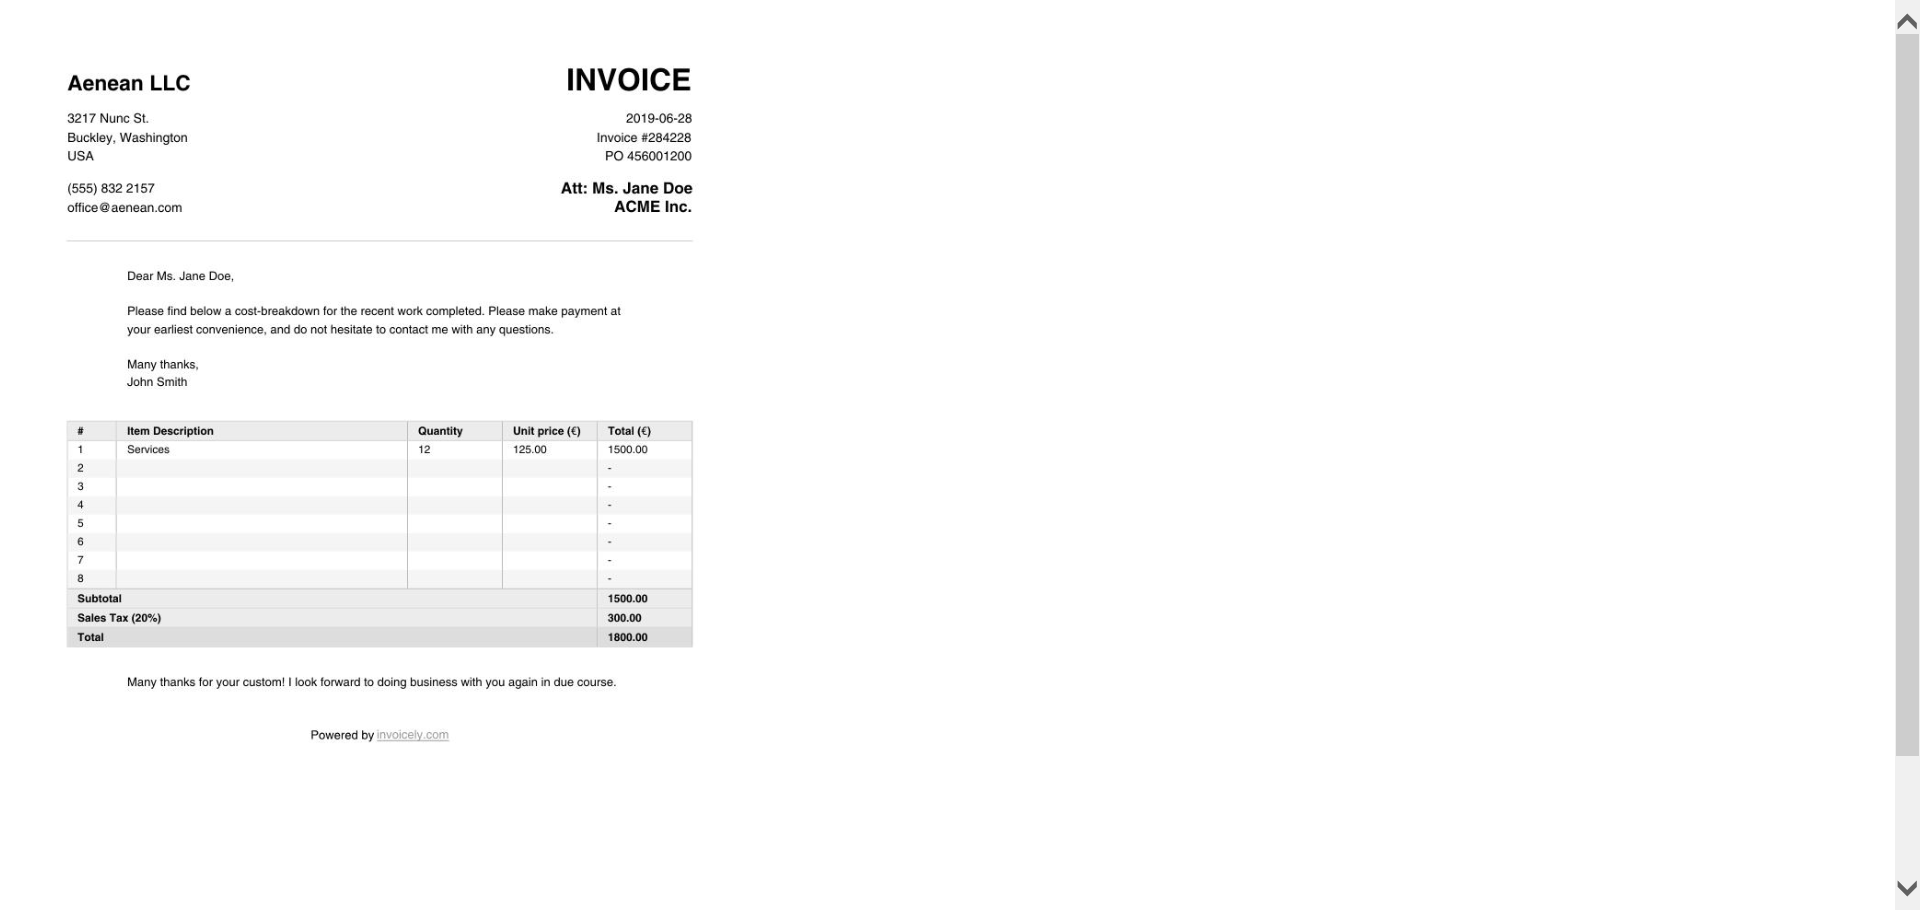 Aenean LLC
INVOICE
3217 Nunc St.
2019-06-28
Buckley, Washington
Invoice #284228
USA
PO 456001200
(555) 832 2157
Att: Ms. Jane Doe
office@aenean.com
ACME Inc.
Dear Ms. Jane Doe,
Please find below a cost-breakdown for the recent work completed. Please make payment at
your earliest convenience, and do not hesitate to contact me with any questions.
Many thanks,
John Smith
# Item Description Quantity Unit price (€) Total (€)
1 Services 12 125.00 1500.00
2 -
3 -
4 -
5 -
6 -
7 -
8 -
Subtotal 1500.00
Sales Tax (20%) 300.00
Total 1800.00
Many thanks for your custom! I look forward to doing business with you again in due course.
Powered by invoicely.com